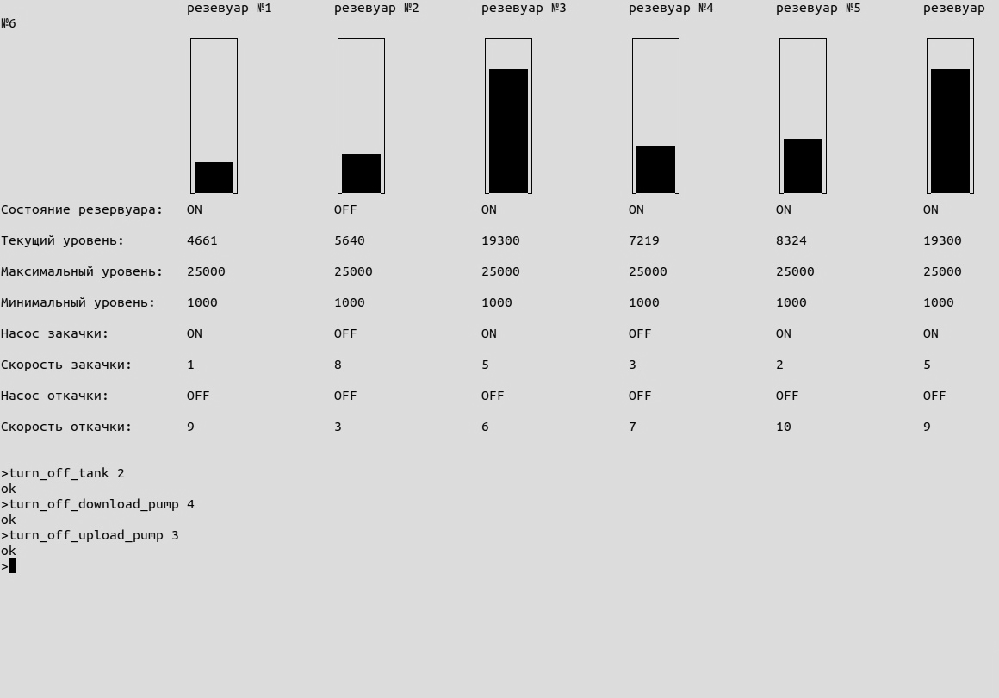 резевуар №1 резевуар №2 резевуар №3 резевуар №4 резевуар №5 резевуар
№6
Состояние резервуара: ON OFF ON ON ON ON
Текущий уровень: 4661 5640 19300 7219 8324 19300
Максимальный уровень: 25000 25000 25000 25000 25000 25000
Минимальный уровень: 1000 1000 1000 1000 1000 1000
Насос закачки: ON OFF ON OFF ON ON
Скорость закачки: 1 8 5 3 2 5
Насос откачки: OFF OFF OFF OFF OFF OFF
Скорость откачки: 9 3 6 7 10 9
>turn_off_tank 2
ok
>turn_off_download_pump 4
ok
>turn_off_upload_pump 3
ok
>